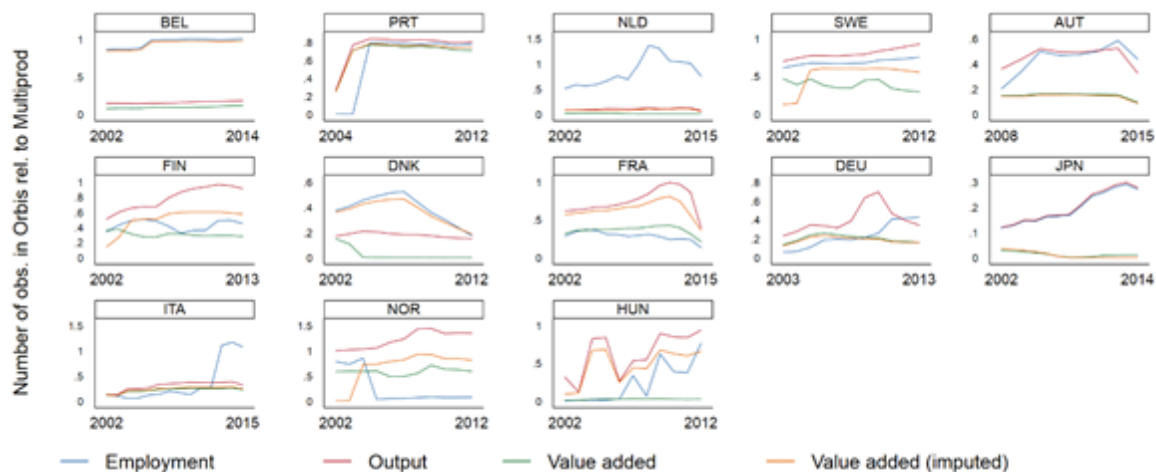 Number of obs. in Orbis rel. to Multiprod
BEL PRT NLD SWE AUT
1 .5 0
.8 .6 .4 .2 0
1.5 1 .5 0
1 .5 0
.6 .4 .2 0
2002 2014 2004 2012 2002 2015 2002 2012 2008 2015
FIN DNK FRA DEU JPN
1 .8 .6 .4 .2 0
.6 .4 .2 0
1 .5 0
.8 .6 .4 .2 0
.3 .2 .1 0
2002 2013 2002 2012 2002 2015 2003 2013 2002 2014
ITA NOR HUN
1.5 1 .5 0
1.5 1 .5 0
1 .5 0
2002 2015 2002 2012 2002 2012
Employment Output Value added Value added (imputed)